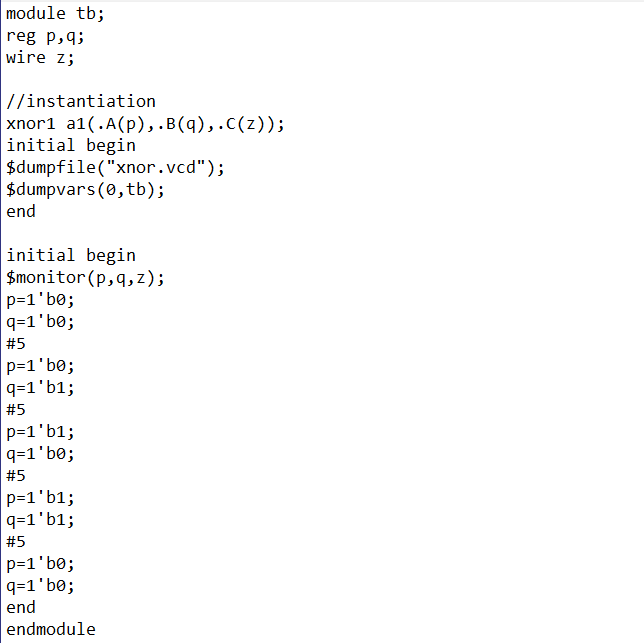 module tb;
reg p,q;
wire z;
//instantiation
xnor1 a1(.A(p),.B(q),.C(z));
initial begin
$dumpfile("xnor.vcd");
$dumpvars(0,tb);
end
initial begin
$monitor(p,q,z);
p=1'b0;
q=1'b0;
#5
p=1'b0;
q=1'b1;
#5
p=1'b1;
q=1'b0;
#5
p=1'b1;
q=1'b1;
#5
p=1'b0;
q=1'b0;
end
endmodule